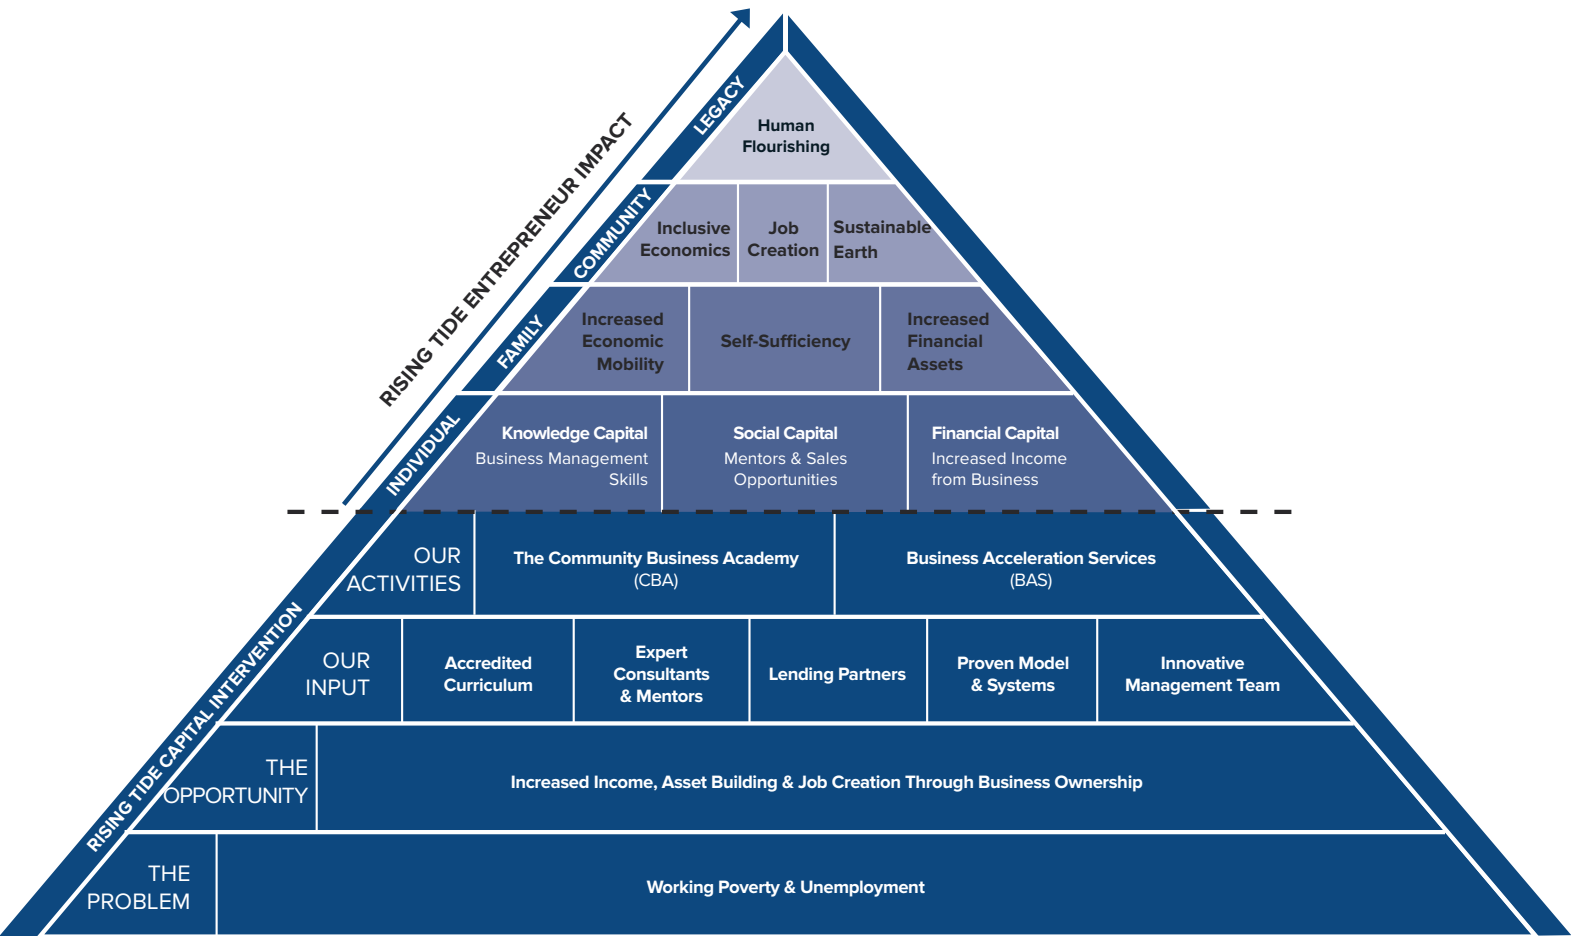 RISING TIDE ENTREPRENEUR IMPACT
LEGACY
Human
Flourishing
COMMUNITY
Inclusive
Economics
Job
Creation
Sustainable
Earth
FAMILY
Increased
Economic
Mobility
Self-Sufficiency
Increased
Financial
Assets
INDIVIDUAL
Knowledge Capital
Business Management
Skills
Social Capital
Mentors & Sales
Opportunities
Financial Capital
Increased Income
from Business
RISING TIDE CAPITAL INTERVENTION
OUR
ACTIVITIES
The Community Business Academy
(CBA)
Business Acceleration Services
(BAS)
OUR
INPUT
Accredited
Curriculum
Expert
Consultants
& Mentors
Lending Partners
Proven Model
& Systems
Innovative
Management Team
THE
OPPORTUNITY
Increased Income, Asset Building & Job Creation Through Business Ownership
THE
PROBLEM
Working Poverty & Unemployment